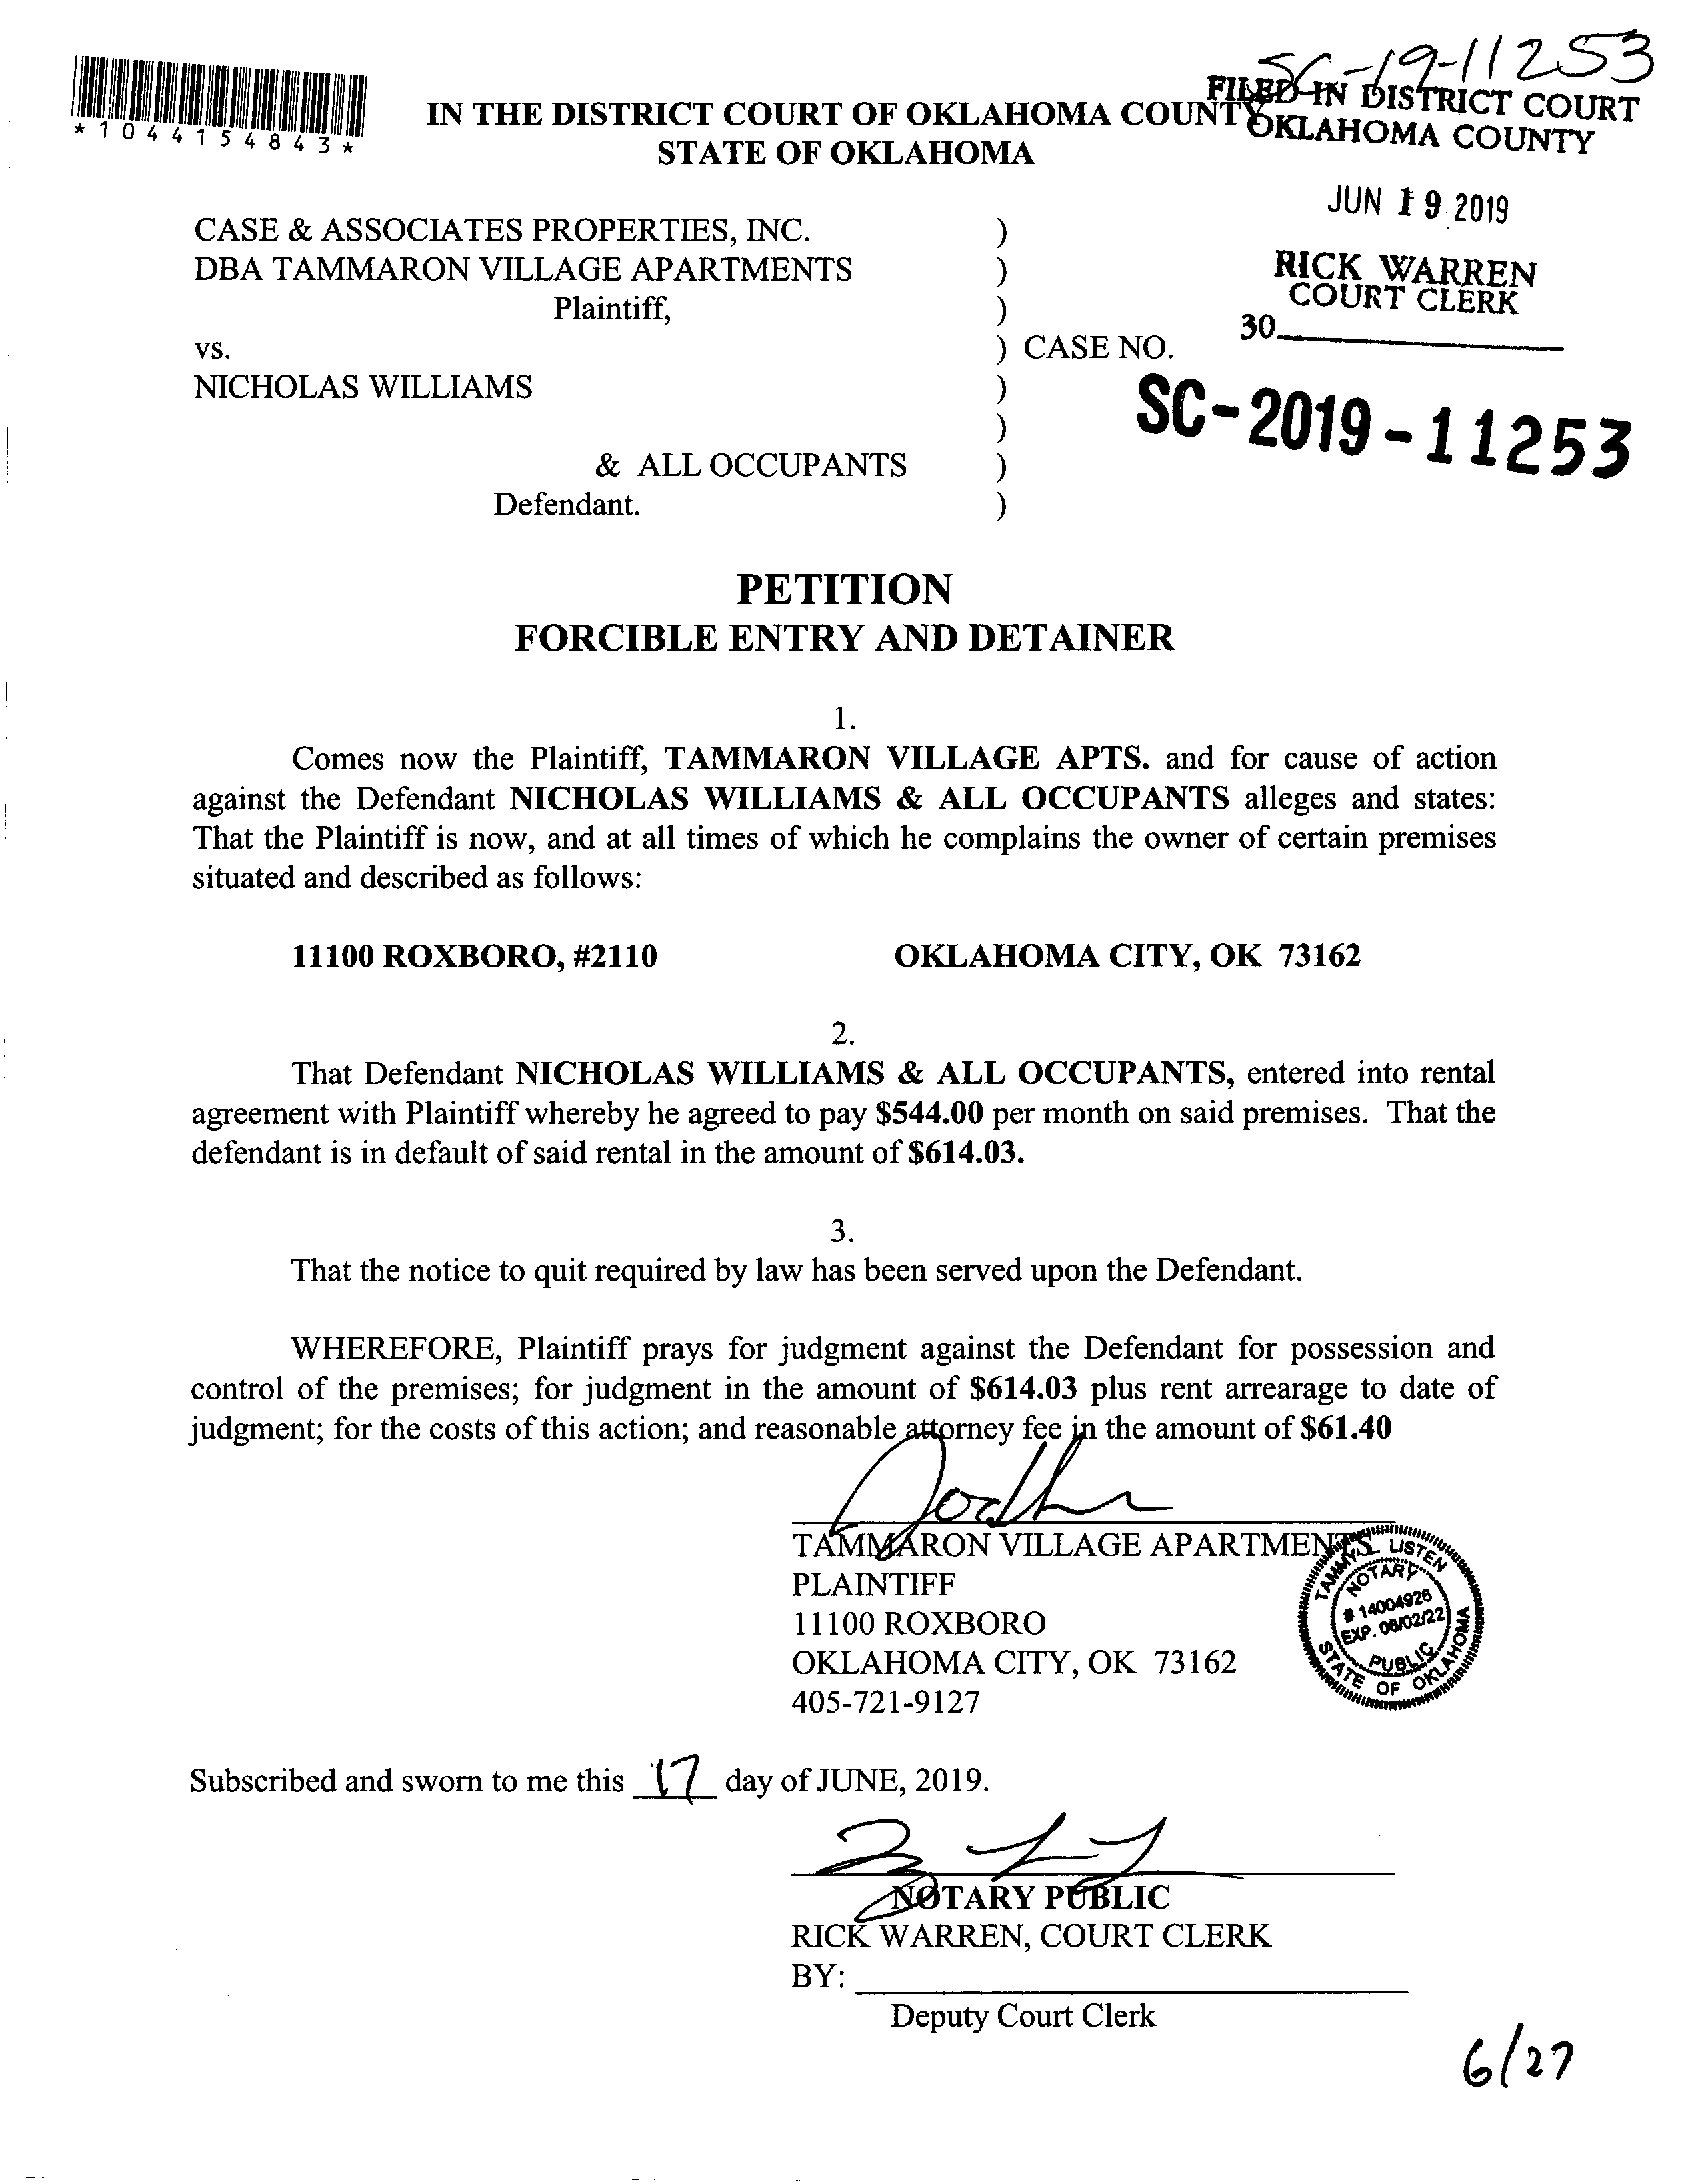 SC-19-11253
*1044154843*
IN THE DISTRICT COURT OF OKLAHOMA COUNTY
STATE OF OKLAHOMA
FILED IN DISTRICT COURT
OKLAHOMA COUNTY
JUN 19 2019
RICK WARREN
COURT CLERK
30
CASE & ASSOCIATES PROPERTIES, INC. )
DBA TAMMARON VILLAGE APARTMENTS )
Plaintiff, )
vs. ) CASE NO.
NICHOLAS WILLIAMS )
SC-2019-11253
)
& ALL OCCUPANTS )
Defendant. )
PETITION
FORCIBLE ENTRY AND DETAINER
1.
Comes now the Plaintiff, TAMMARON VILLAGE APTS. and for cause of action
against the Defendant NICHOLAS WILLIAMS & ALL OCCUPANTS alleges and states:
That the Plaintiff is now, and at all times of which he complains the owner of certain premises
situated and described as follows:
11100 ROXBORO, #2110 OKLAHOMA CITY, OK 73162
2.
That Defendant NICHOLAS WILLIAMS & ALL OCCUPANTS, entered into rental
agreement with Plaintiff whereby he agreed to pay $544.00 per month on said premises. That the
defendant is in default of said rental in the amount of $614.03.
3.
That the notice to quit required by law has been served upon the Defendant.
WHEREFORE, Plaintiff prays for judgment against the Defendant for possession and
control of the premises; for judgment in the amount of $614.03 plus rent arrearage to date of
judgment; for the costs of this action; and reasonable attorney fee in the amount of $61.40
TAMMARON VILLAGE APARTMENTS
PLAINTIFF
11100 ROXBORO
OKLAHOMA CITY, OK 73162
405-721-9127
TAMMY LISTEN
NOTARY
# 14004926
EXP. 06/02/22
PUBLIC
STATE OF OKLAHOMA
Subscribed and sworn to me this 17 day of JUNE, 2019.
NOTARY PUBLIC
RICK WARREN, COURT CLERK
BY:
Deputy Court Clerk
6/27